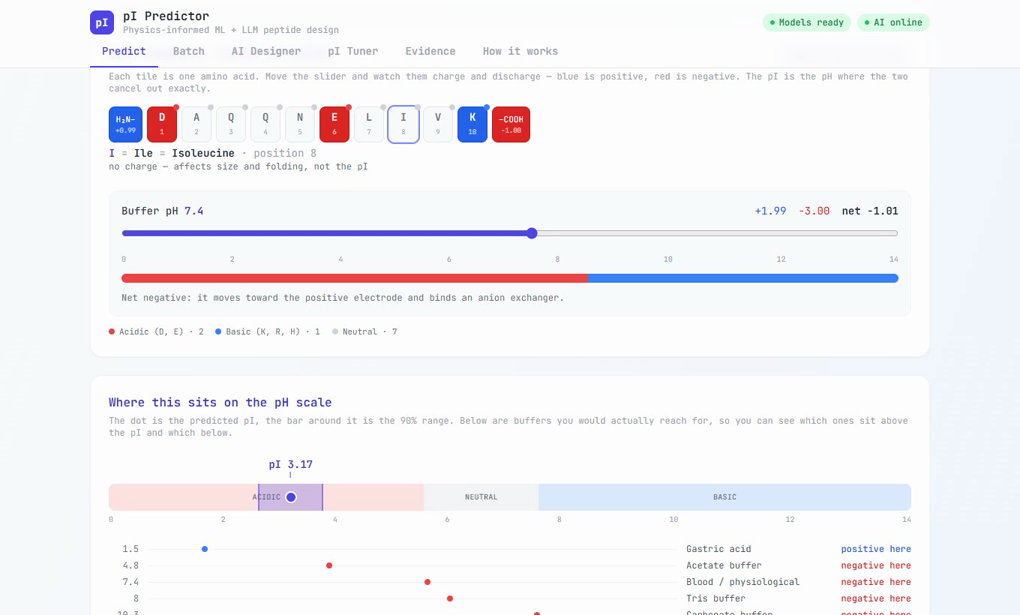 pI
pI Predictor
Physics-informed ML + LLM peptide design
Models ready
AI online
Predict
Batch
AI Designer
pI Tuner
Evidence
How it works
Each tile is one amino acid. Move the slider and watch them charge and discharge — blue is positive, red is negative. The pI is the pH where the two
cancel out exactly.
H₂N– D A Q Q N E L I V K –COOH
+0.99 1 2 3 4 5 6 7 8 9 10 -1.00
I = Ile = Isoleucine · position 8
no charge — affects size and folding, not the pI
Buffer pH 7.4
+1.99 -3.00 net -1.01
0 2 4 6 8 10 12 14
Net negative: it moves toward the positive electrode and binds an anion exchanger.
Acidic (D, E) · 2 Basic (K, R, H) · 1 Neutral · 7
Where this sits on the pH scale
The dot is the predicted pI, the bar around it is the 90% range. Below are buffers you would actually reach for, so you can see which ones sit above
the pI and which below.
pI 3.17
ACIDIC NEUTRAL BASIC
0 2 4 6 8 10 12 14
1.5 Gastric acid positive here
4.8 Acetate buffer negative here
7.4 Blood / physiological negative here
8 Tris buffer negative here
10.3 Carbonate buffer negative here